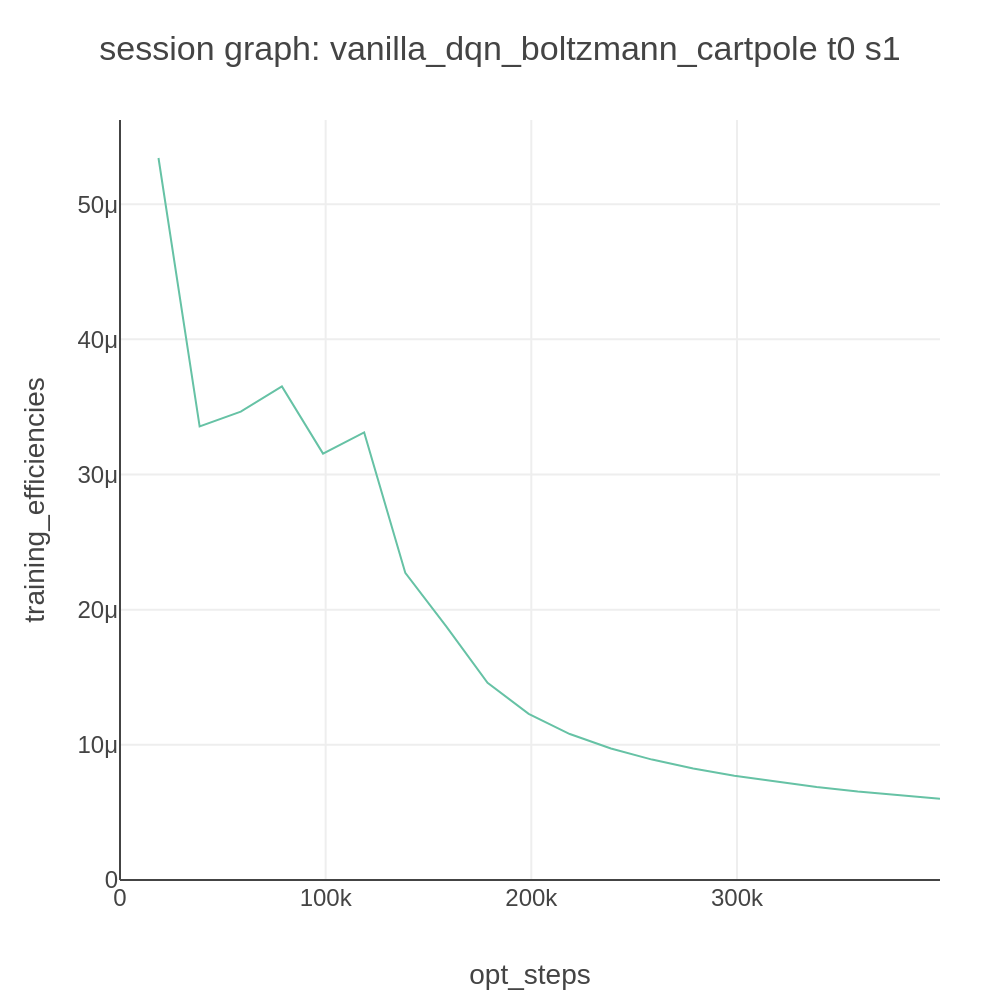 session graph: vanilla_dqn_boltzmann_cartpole t0 s1
training_efficiencies
50μ
40μ
30μ
20μ
10μ
0
0
100k
200k
300k
opt_steps